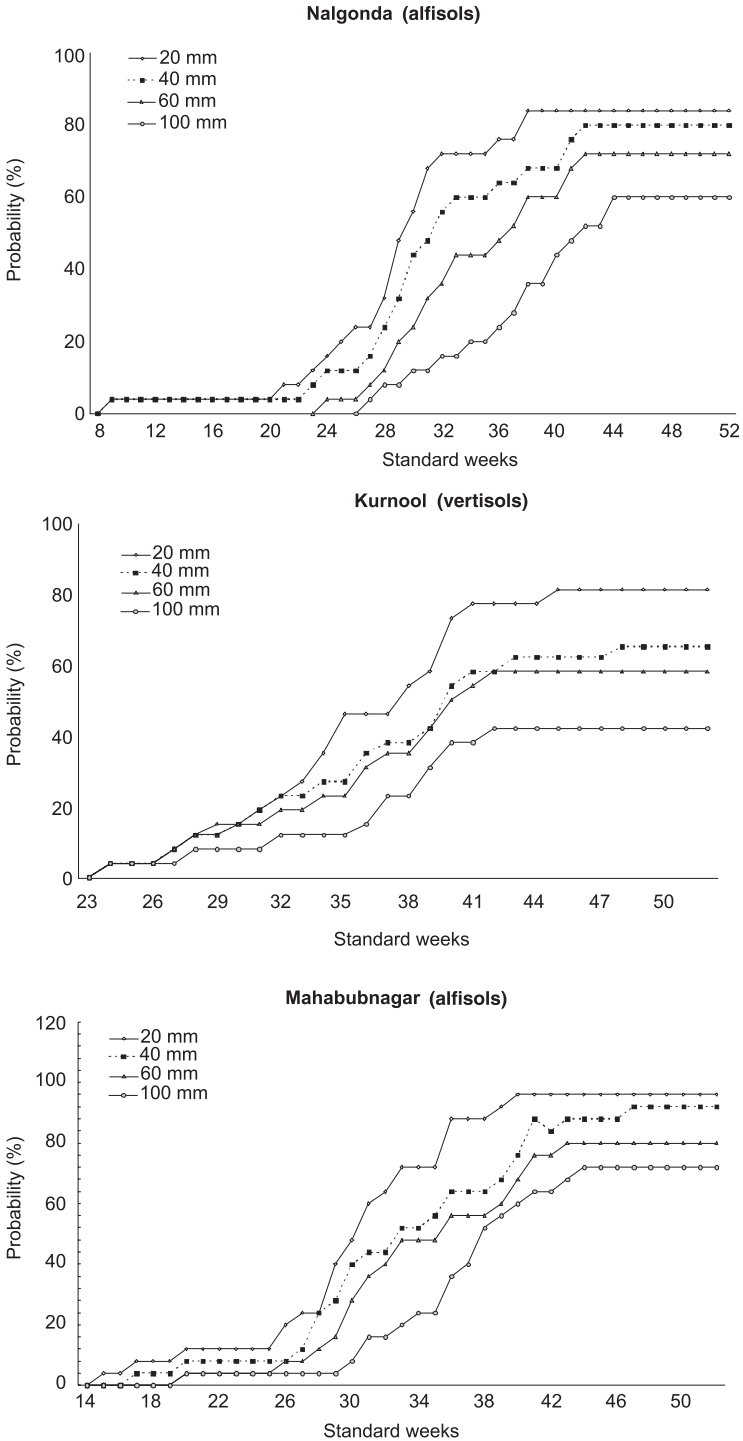 Nalgonda (alfisols)
100
80
60
40
20
0
Probability (%)
20 mm
40 mm
60 mm
100 mm
8 12 16 20 24 28 32 36 40 44 48 52
Standard weeks
Kurnool (vertisols)
100
80
60
40
20
0
Probability (%)
20 mm
40 mm
60 mm
100 mm
23 26 29 32 35 38 41 44 47 50
Standard weeks
Mahabubnagar (alfisols)
120
100
80
60
40
20
0
Probability (%)
20 mm
40 mm
60 mm
100 mm
14 18 22 26 30 34 38 42 46 50
Standard weeks